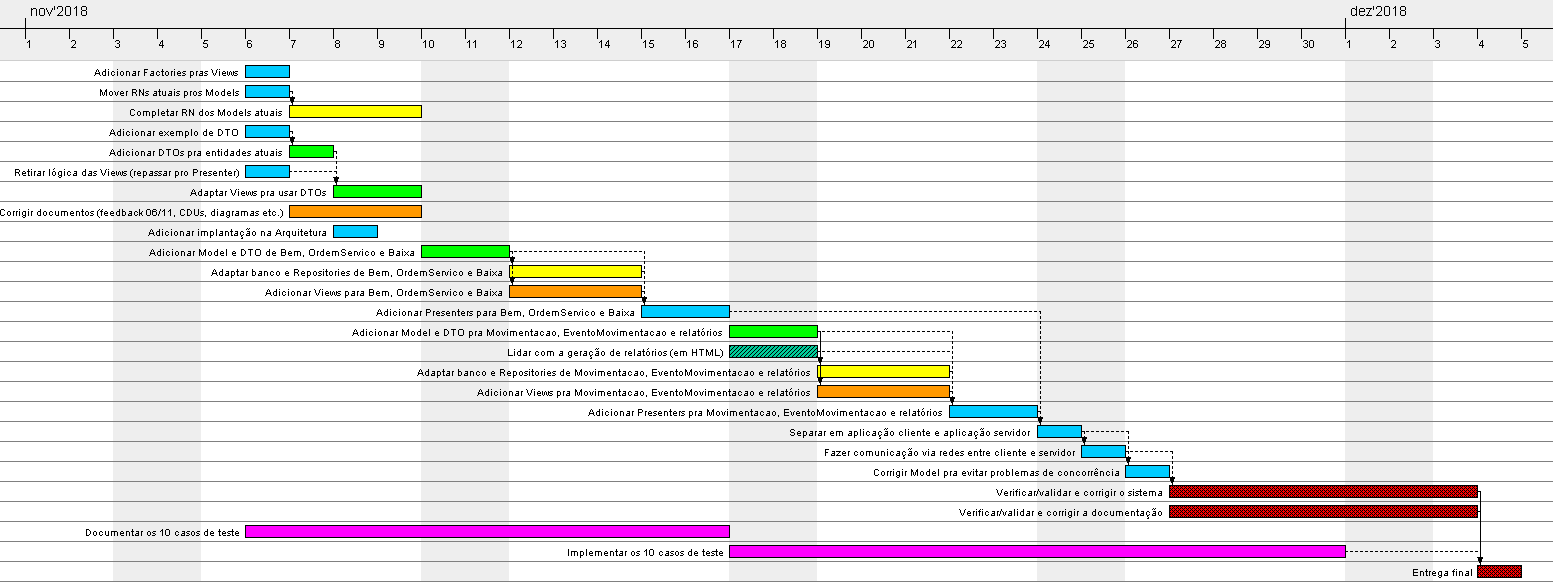 nov'2018 dez'2018
1 2 3 4 5 6 7 8 9 10 11 12 13 14 15 16 17 18 19 20 21 22 23 24 25 26 27 28 29 30 1 2 3 4 5
Adicionar Factories pras Views
Mover RNs atuais pros Models
Completar RN dos Models atuais
Adicionar exemplo de DTO
Adicionar DTOs pra entidades atuais
Retirar lógica das Views (repassar pro Presenter)
Adaptar Views pra usar DTOs
Corrigir documentos (feedback 06/11, CDUs, diagramas etc.)
Adicionar implantação na Arquitetura
Adicionar Model e DTO de Bem, OrdemServico e Baixa
Adaptar banco e Repositories de Bem, OrdemServico e Baixa
Adicionar Views para Bem, OrdemServico e Baixa
Adicionar Presenters para Bem, OrdemServico e Baixa
Adicionar Model e DTO pra Movimentacao, EventoMovimentacao e relatórios
Lidar com a geração de relatórios (em HTML)
Adaptar banco e Repositories de Movimentacao, EventoMovimentacao e relatórios
Adicionar Views pra Movimentacao, EventoMovimentacao e relatórios
Adicionar Presenters pra Movimentacao, EventoMovimentacao e relatórios
Separar em aplicação cliente e aplicação servidor
Fazer comunicação via redes entre cliente e servidor
Corrigir Model pra evitar problemas de concorrência
Verificar/validar e corrigir o sistema
Verificar/validar e corrigir a documentação
Documentar os 10 casos de teste
Implementar os 10 casos de teste
Entrega final